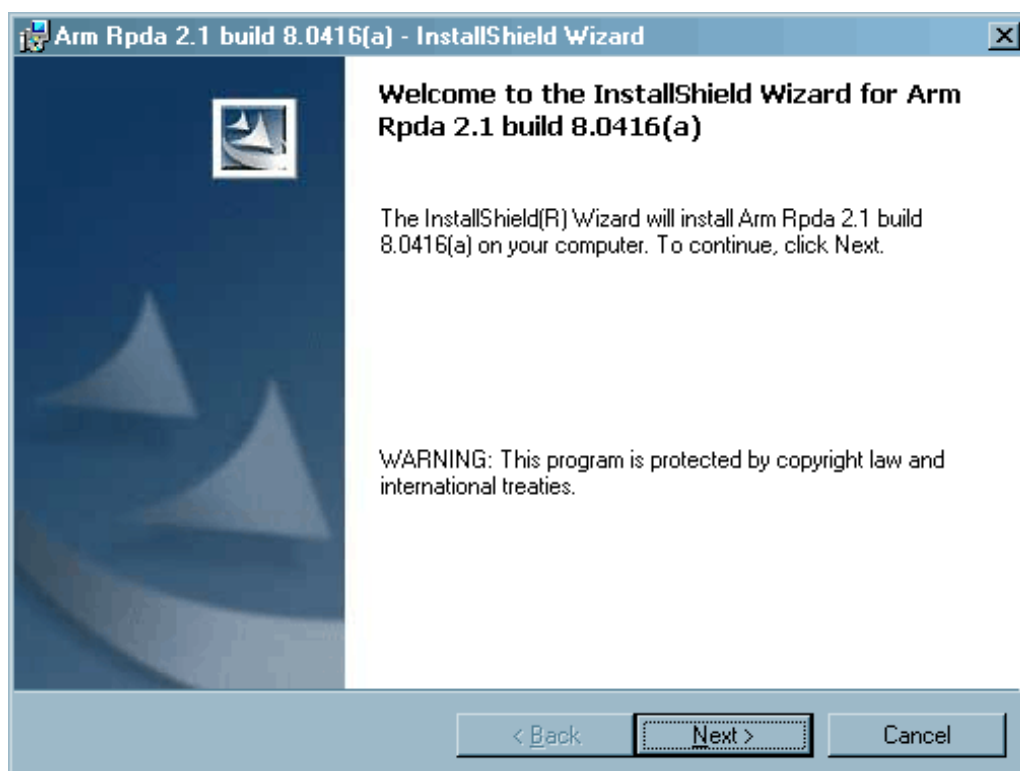 Arm Rpda 2.1 build 8.0416(a) - InstallShield Wizard
Welcome to the InstallShield Wizard for Arm
Rpda 2.1 build 8.0416(a)
The InstallShield(R) Wizard will install Arm Rpda 2.1 build
8.0416(a) on your computer. To continue, click Next.
WARNING: This program is protected by copyright law and
international treaties.
< Back
Next >
Cancel